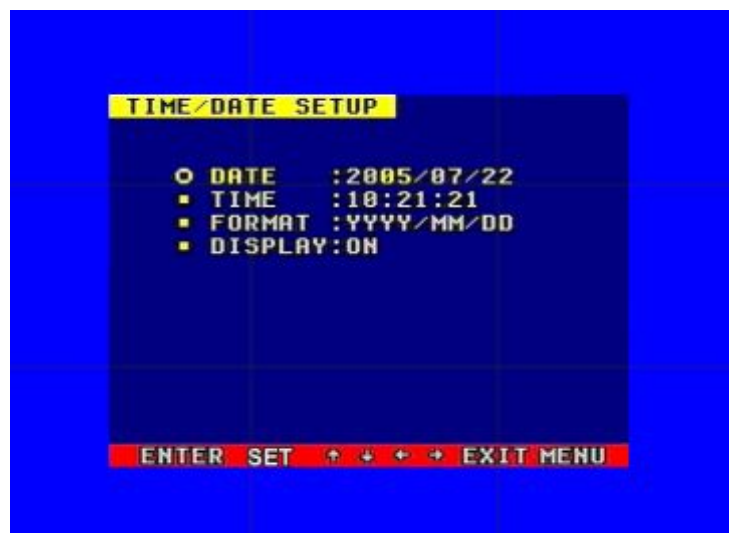 TIME/DATE SETUP
DATE :2005/07/22
TIME :10:21:21
FORMAT :YYYY/MM/DD
DISPLAY:ON
ENTER SET ↑ ↓ ← → EXIT MENU